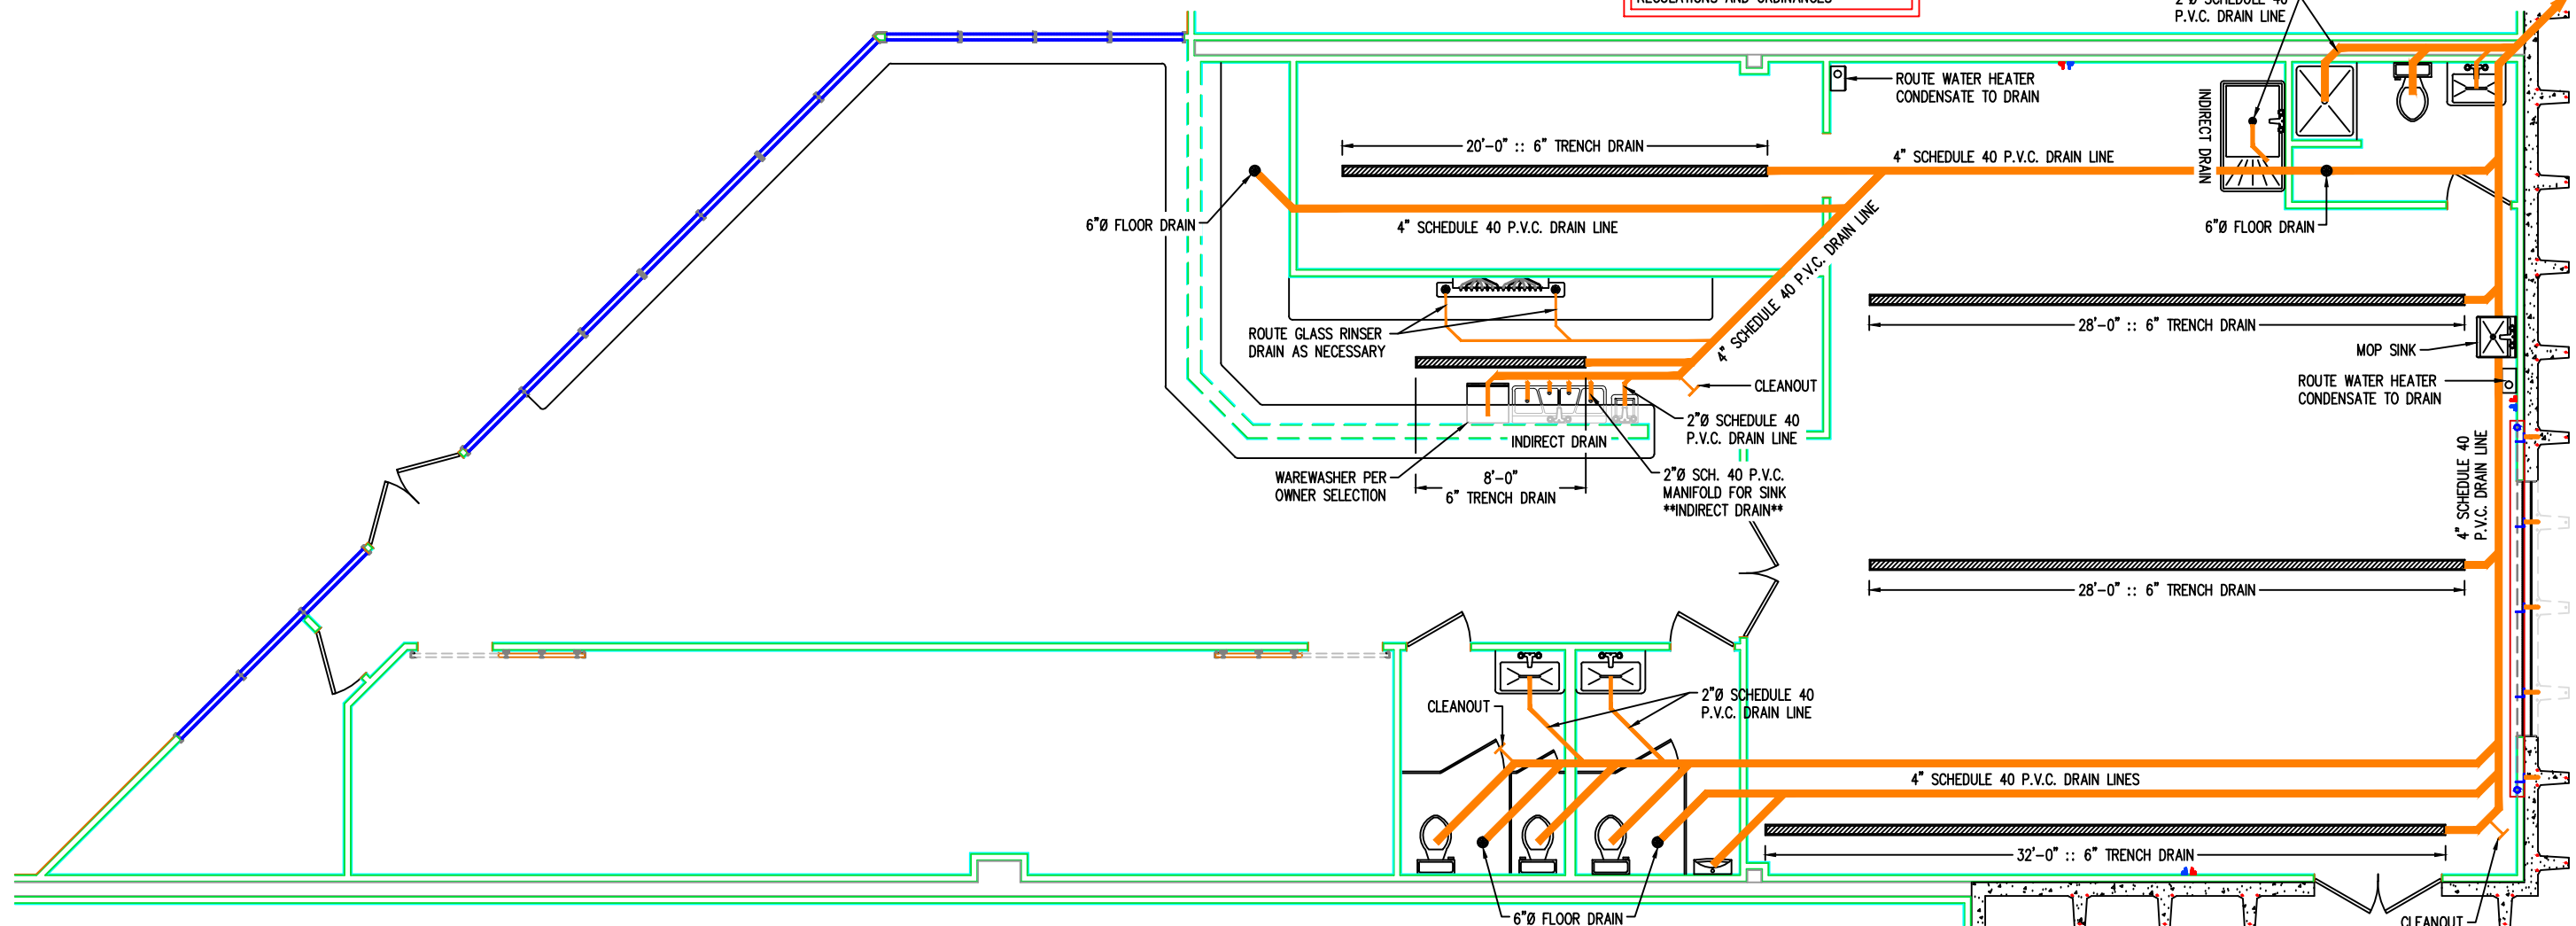 REGULATIONS AND ORDINANCES
2"Ø SCHEDULE 40
P.V.C. DRAIN LINE
ROUTE WATER HEATER
CONDENSATE TO DRAIN
INDIRECT DRAIN
20'-0" :: 6" TRENCH DRAIN
4" SCHEDULE 40 P.V.C. DRAIN LINE
6"Ø FLOOR DRAIN
4" SCHEDULE 40 P.V.C. DRAIN LINE
4" SCHEDULE 40 P.V.C. DRAIN LINE
6"Ø FLOOR DRAIN
28'-0" :: 6" TRENCH DRAIN
ROUTE GLASS RINSER
DRAIN AS NECESSARY
MOP SINK
CLEANOUT
ROUTE WATER HEATER
CONDENSATE TO DRAIN
2"Ø SCHEDULE 40
P.V.C. DRAIN LINE
INDIRECT DRAIN
WAREWASHER PER
OWNER SELECTION
8'-0"
6" TRENCH DRAIN
2"Ø SCH. 40 P.V.C.
MANIFOLD FOR SINK
**INDIRECT DRAIN**
4" SCHEDULE 40
P.V.C. DRAIN LINE
28'-0" :: 6" TRENCH DRAIN
CLEANOUT
2"Ø SCHEDULE 40
P.V.C. DRAIN LINE
4" SCHEDULE 40 P.V.C. DRAIN LINES
32'-0" :: 6" TRENCH DRAIN
6"Ø FLOOR DRAIN
CLEANOUT